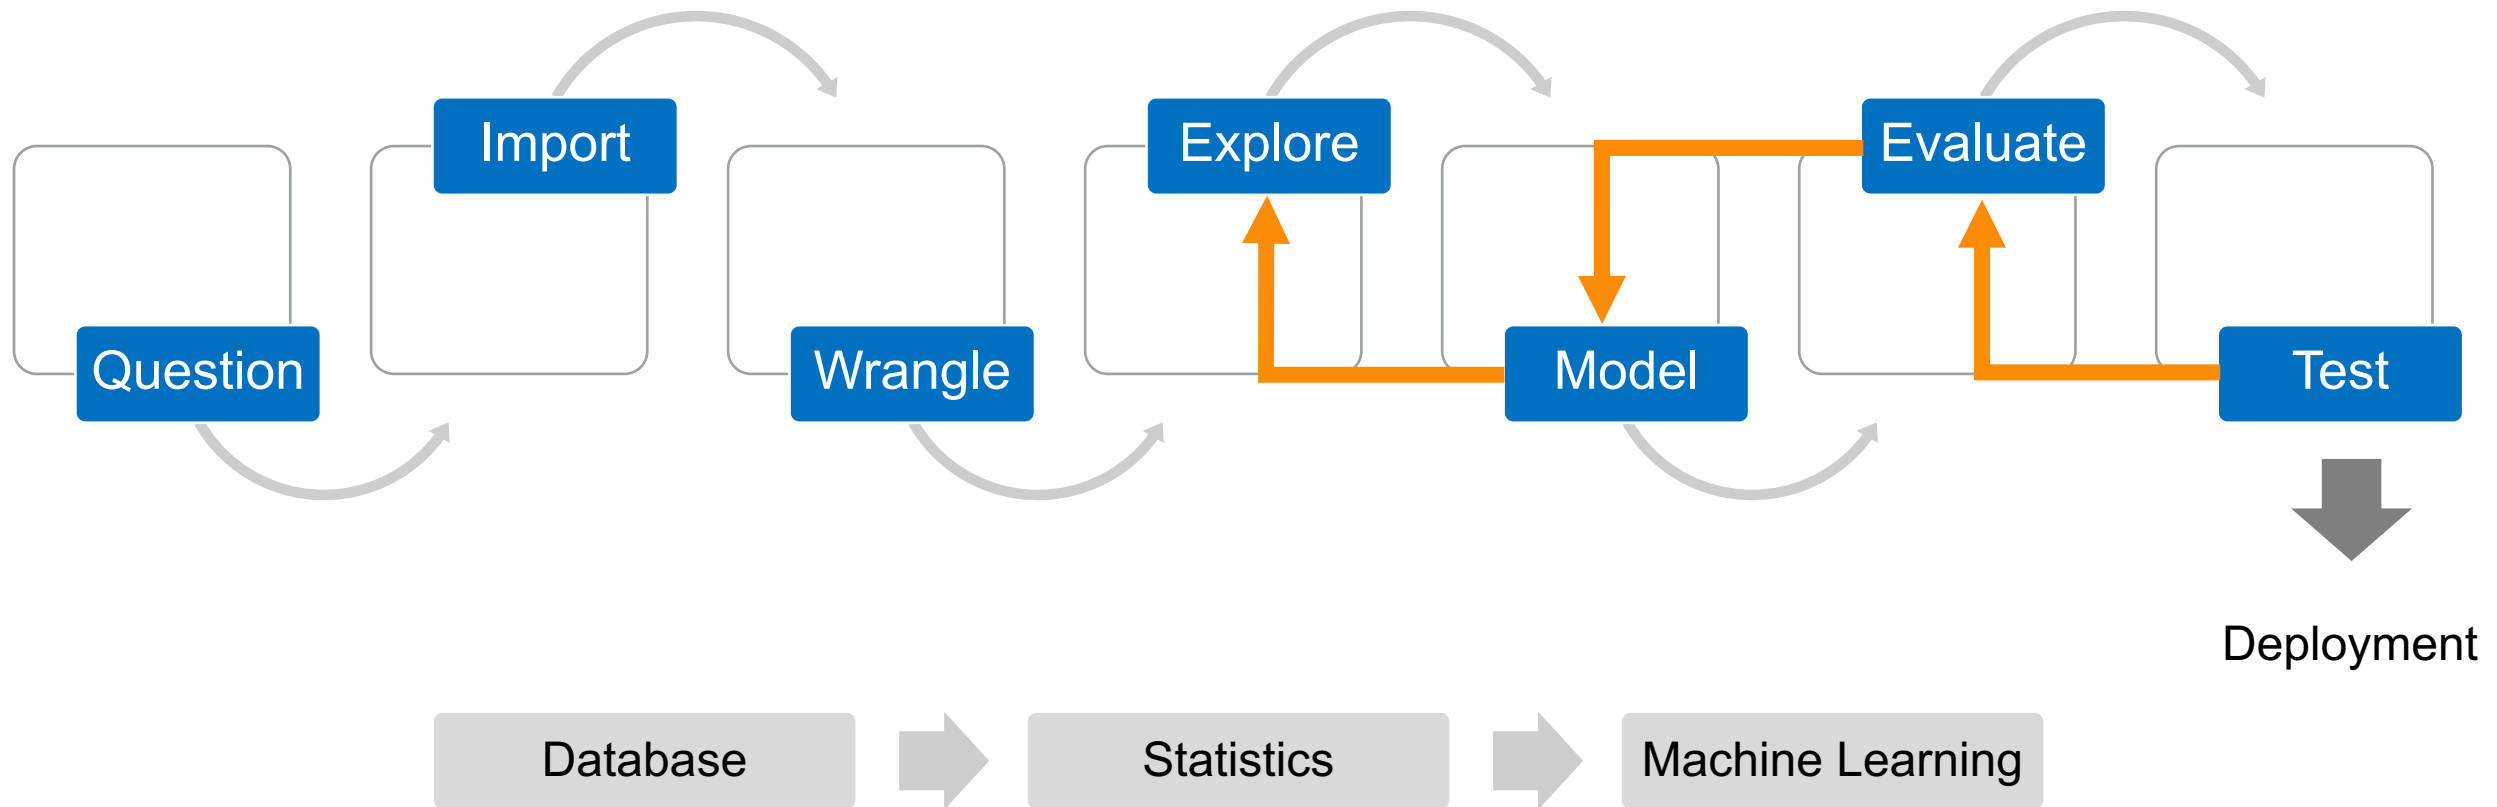 Question
Import
Wrangle
Explore
Model
Evaluate
Test
Deployment
Database
Statistics
Machine Learning